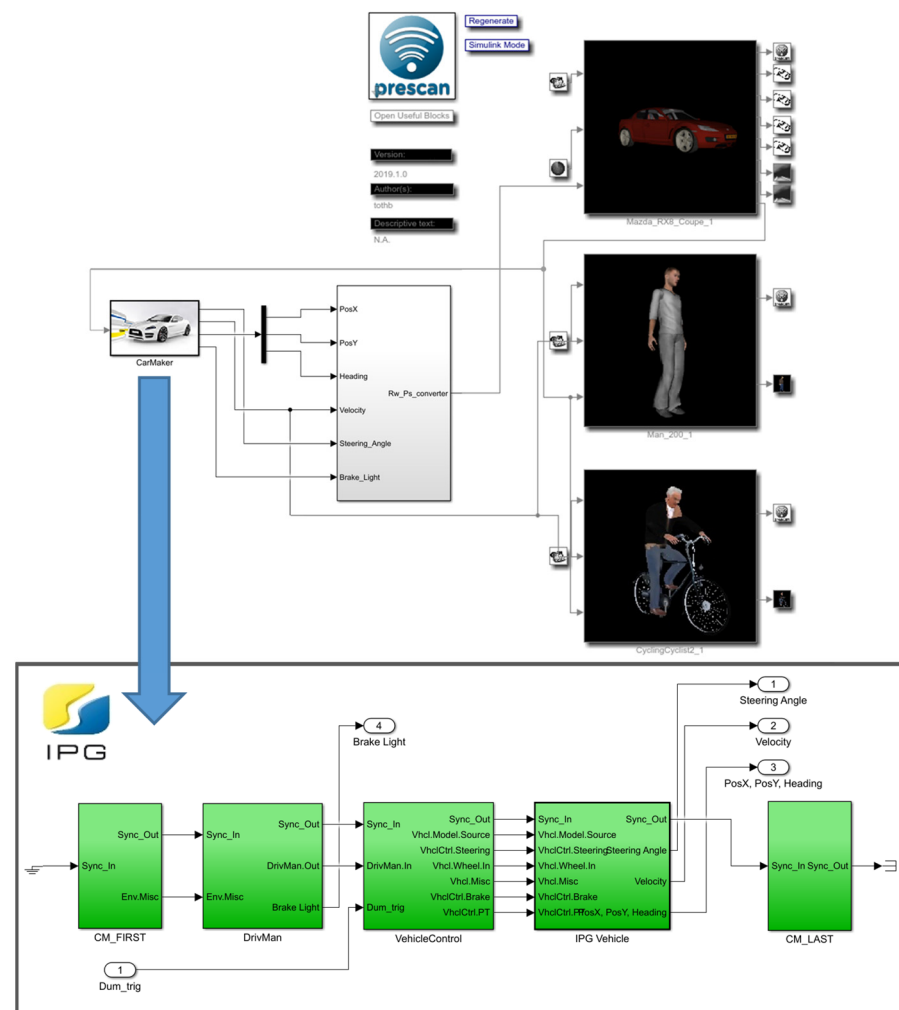 Regenerate
Simulink Mode
prescan
Open Useful Blocks
Version:
2019.1.0
Author(s):
tothb
Descriptive text:
N.A.
Mazda_RX8_Coupe_1
CarMaker
PosX
PosY
Heading
Rw_Ps_converter
Velocity
Steering_Angle
Brake_Light
Man_200_1
CyclingCyclist2_1
IPG
1
Steering Angle
4
Brake Light
2
Velocity
3
PosX, PosY, Heading
Sync_Out
Sync_In
Env.Misc
CM_FIRST
Sync_Out
Sync_In
DrivMan.Out
Env.Misc
Brake Light
DrivMan
Sync_Out
Sync_In
Vhcl.Model.Source
VhclCtrl.Steering
DrivMan.In
Vhcl.Wheel.In
Vhcl.Misc
VhclCtrl.Brake
Dum_trig
VhclCtrl.PT
VehicleControl
Sync_In
Sync_Out
Vhcl.Model.Source
VhclCtrl.Steering
Steering Angle
Vhcl.Wheel.In
Vhcl.Misc
Velocity
VhclCtrl.Brake
VhclCtrl.PT
PosX, PosY, Heading
IPG Vehicle
Sync_In Sync_Out
CM_LAST
1
Dum_trig